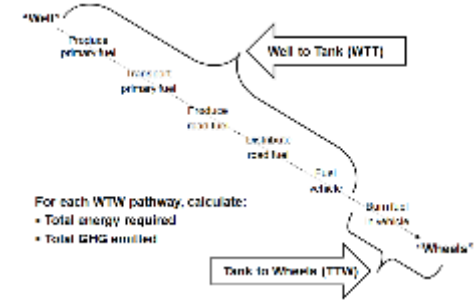 "Well"
Produce
primary fuel
Transport
primary fuel
Produce
road fuel
Distribute
road fuel
Fuel
vehicle
Burn fuel
in vehicle
"Wheels"
Well to Tank (WTT)
For each WTW pathway, calculate:
• Total energy required
• Total GHG emitted
Tank to Wheels (TTW)